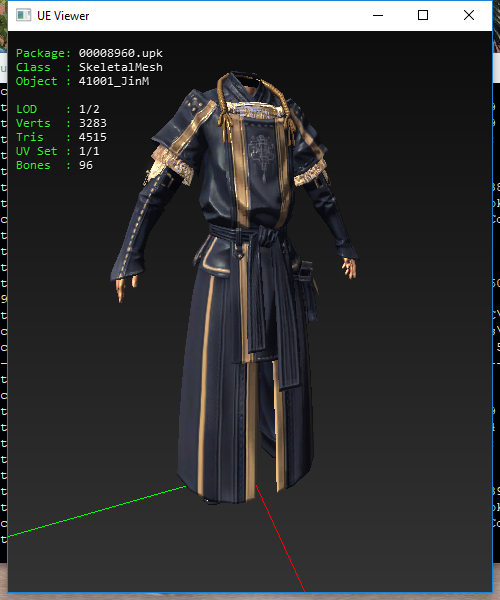 UE Viewer
Package: 00008960.upk
Class  : SkeletalMesh
Object : 41001_JinM
LOD    : 1/2
Verts  : 3283
Tris   : 4515
UV Set : 1/1
Bones  : 96